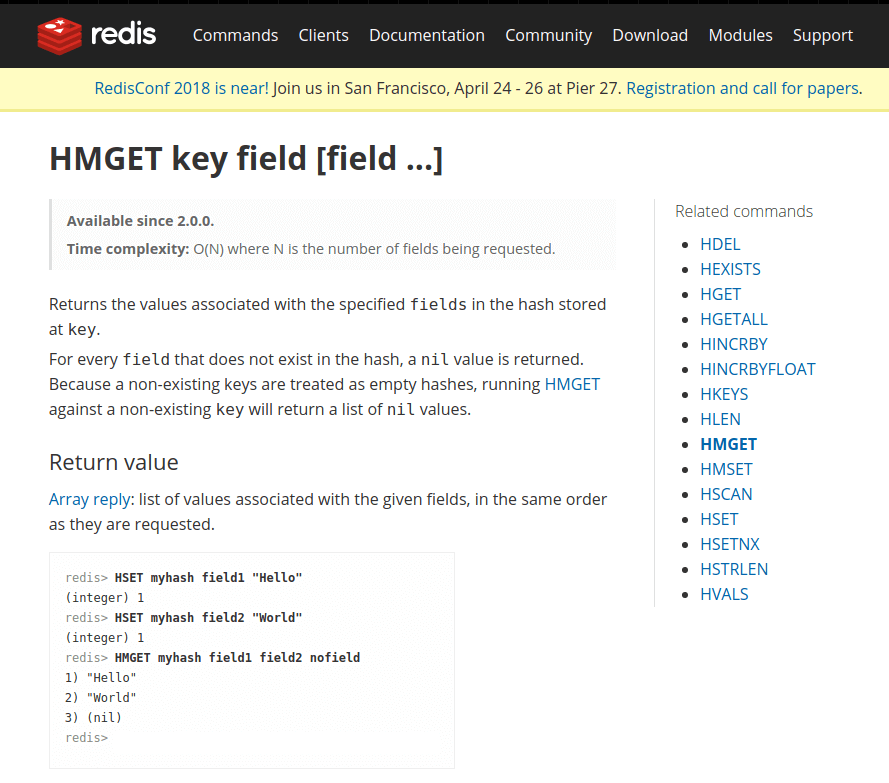 redis Commands Clients Documentation Community Download Modules Support
RedisConf 2018 is near! Join us in San Francisco, April 24 - 26 at Pier 27. Registration and call for papers.
HMGET key field [field ...]
Available since 2.0.0.
Time complexity: O(N) where N is the number of fields being requested.
Returns the values associated with the specified fields in the hash stored
at key.
For every field that does not exist in the hash, a nil value is returned.
Because a non-existing keys are treated as empty hashes, running HMGET
against a non-existing key will return a list of nil values.
Return value
Array reply: list of values associated with the given fields, in the same order
as they are requested.
redis> HSET myhash field1 "Hello"
(integer) 1
redis> HSET myhash field2 "World"
(integer) 1
redis> HMGET myhash field1 field2 nofield
1) "Hello"
2) "World"
3) (nil)
redis>
Related commands
HDEL
HEXISTS
HGET
HGETALL
HINCRBY
HINCRBYFLOAT
HKEYS
HLEN
HMGET
HMSET
HSCAN
HSET
HSETNX
HSTRLEN
HVALS